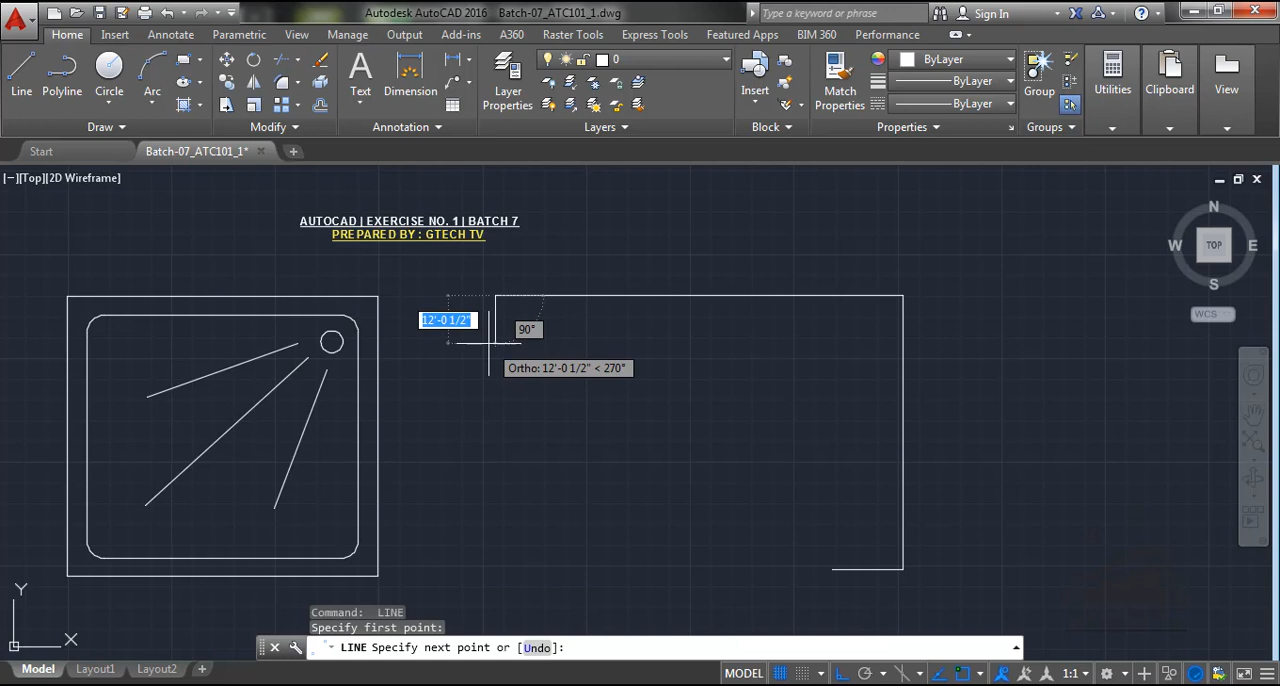 Autodesk AutoCAD 2016 Batch-07_ATC101_1.dwg
Type a keyword or phrase
Sign In
Home Insert Annotate Parametric View Manage Output Add-ins A360 Raster Tools Express Tools Featured Apps BIM 360 Performance
Line Polyline Circle Arc
Text Dimension
Layer Properties
0
Insert
Match Properties
ByLayer
ByLayer
ByLayer
Group Utilities Clipboard View
Draw Modify Annotation Layers Block Properties Groups
Start Batch-07_ATC101_1*
[−][Top][2D Wireframe]
AUTOCAD | EXERCISE NO. 1 | BATCH 7
PREPARED BY : GTECH TV
N
W TOP E
S
WCS
12'-0 1/2"
90°
Ortho: 12'-0 1/2" < 270°
Y
X
Command: LINE
Specify first point:
LINE Specify next point or [Undo]:
Model Layout1 Layout2
MODEL 1:1